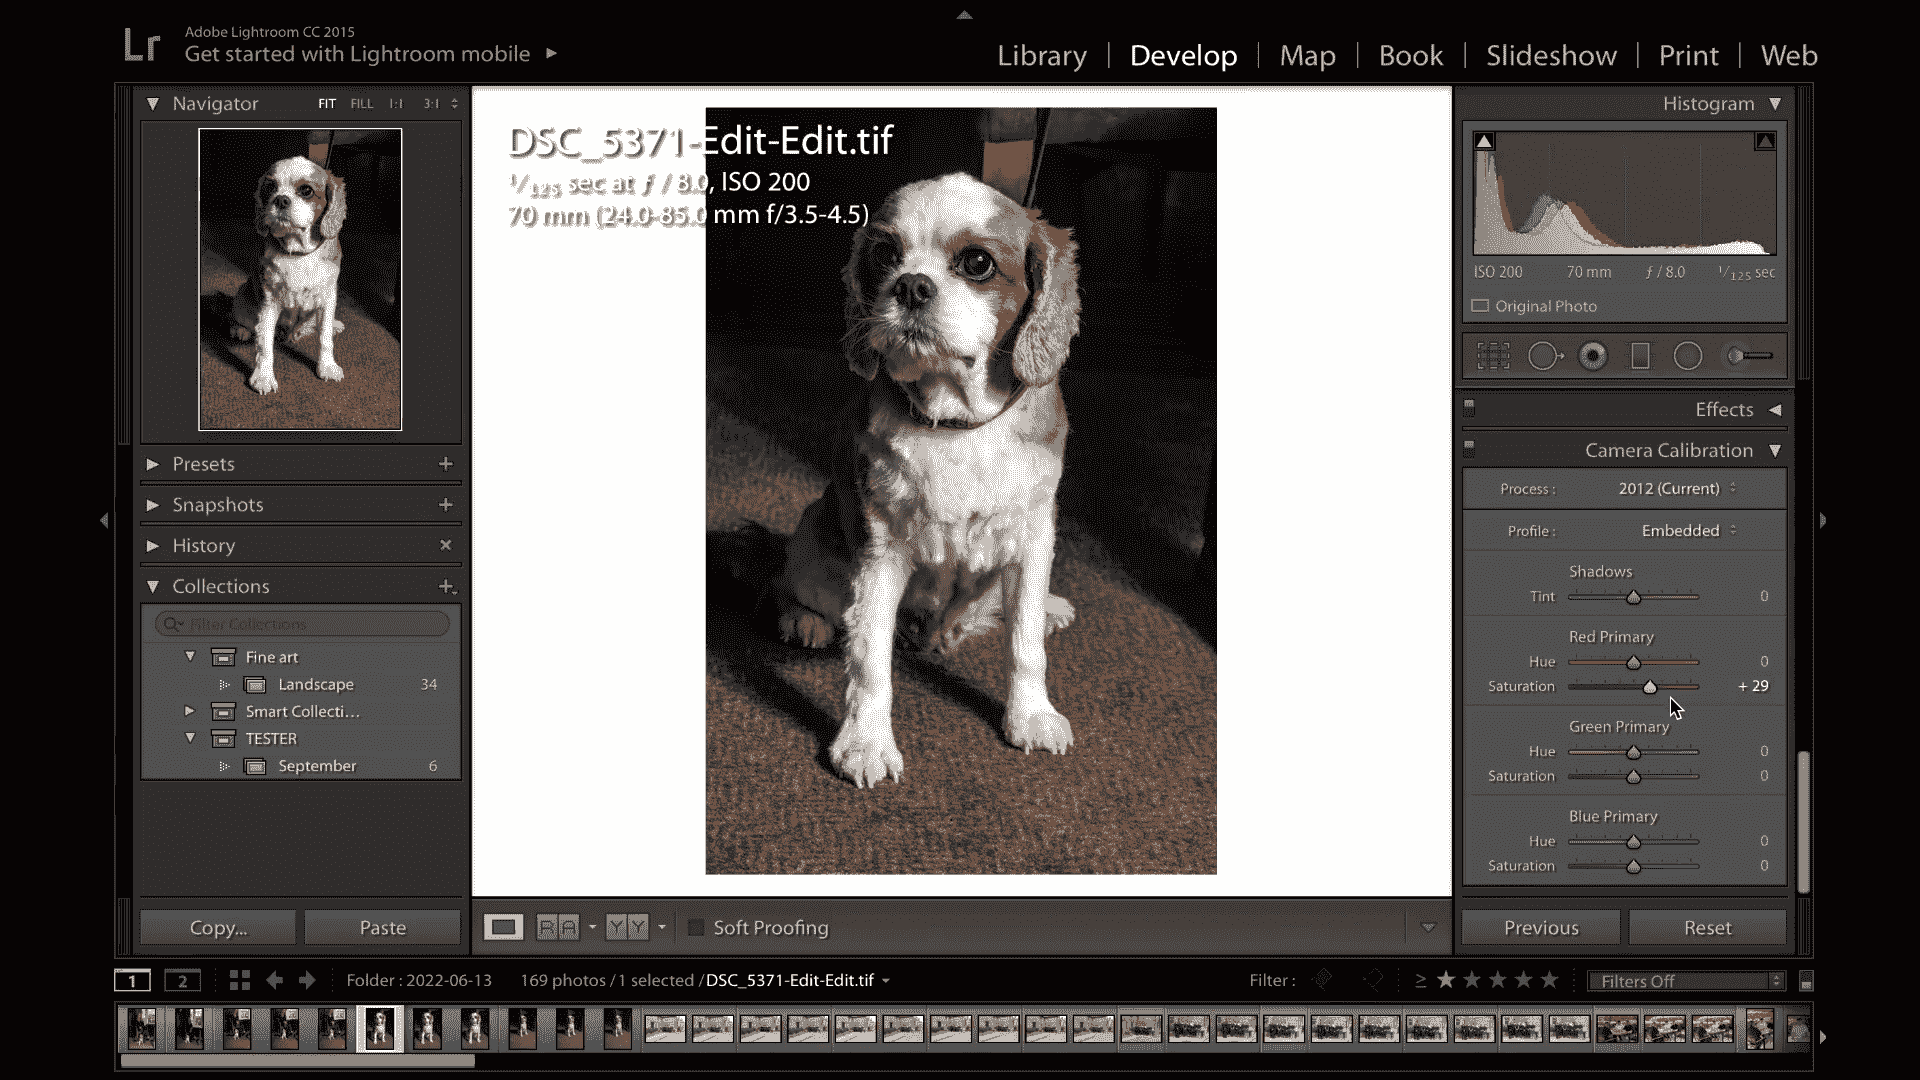 Lr
Adobe Lightroom CC 2015
Get started with Lightroom mobile
Library | Develop | Map | Book | Slideshow | Print | Web
Navigator FIT FILL 1:1 3:1
Presets
Snapshots
History
Collections
Filter Collections
Fine art
Landscape 34
Smart Collecti...
TESTER
September 6
Copy... Paste
DSC_5371-Edit-Edit.tif
1/125 sec at ƒ / 8.0, ISO 200
70 mm (24.0-85.0 mm f/3.5-4.5)
Soft Proofing
Histogram
ISO 200 70 mm ƒ / 8.0 1/125 sec
Original Photo
Effects
Camera Calibration
Process : 2012 (Current)
Profile : Embedded
Shadows
Tint 0
Red Primary
Hue 0
Saturation + 29
Green Primary
Hue 0
Saturation 0
Blue Primary
Hue 0
Saturation 0
Previous Reset
1 2 Folder : 2022-06-13 169 photos / 1 selected / DSC_5371-Edit-Edit.tif Filter : ≥ Filters Off